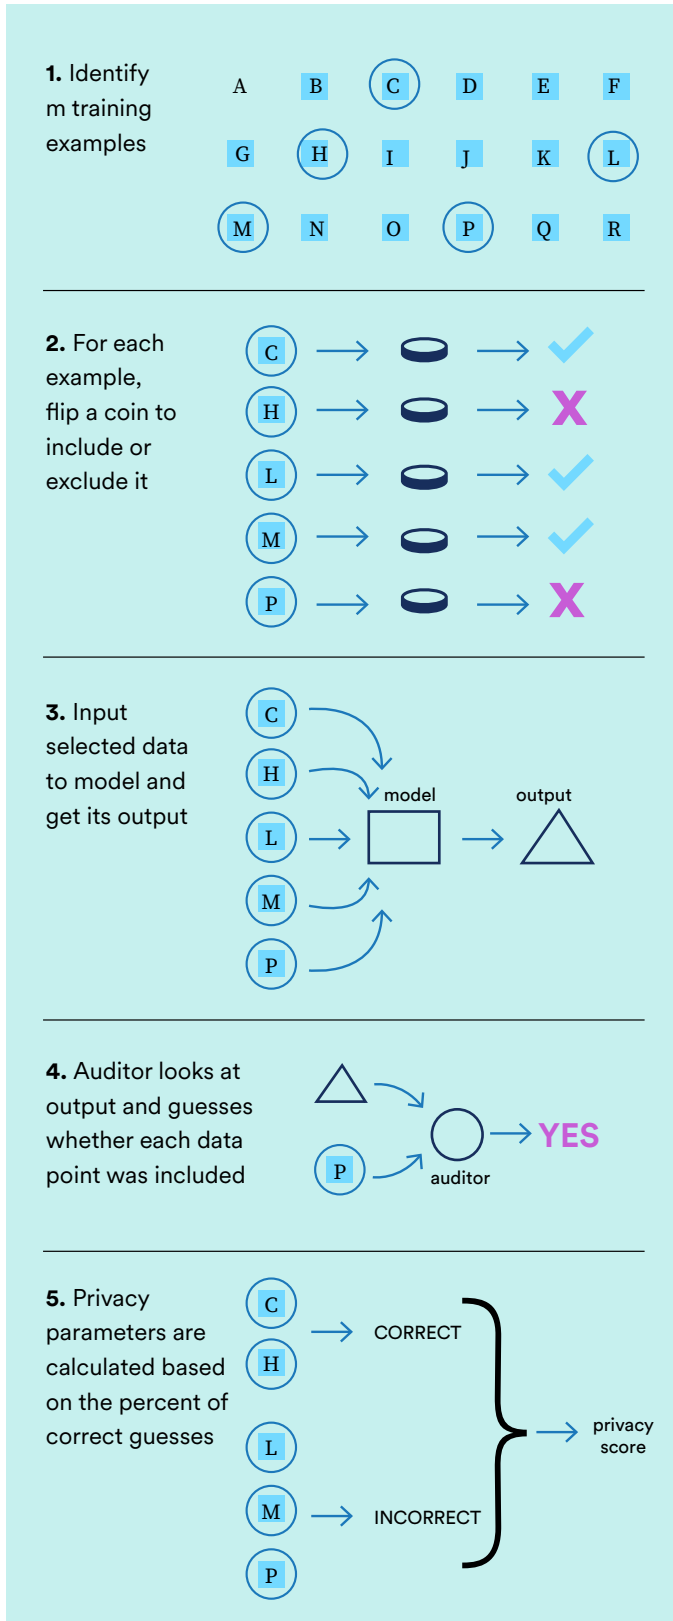 1. Identify
m training
examples
A B C D E F
G H I J K L
M N O P Q R
2. For each
example,
flip a coin to
include or
exclude it
C
H
X
L
M
P
X
3. Input
selected data
to model and
get its output
C
H
L
M
P
model
output
4. Auditor looks at
output and guesses
whether each data
point was included
P
auditor
YES
5. Privacy
parameters are
calculated based
on the percent of
correct guesses
C
H
CORRECT
L
M
P
INCORRECT
privacy
score